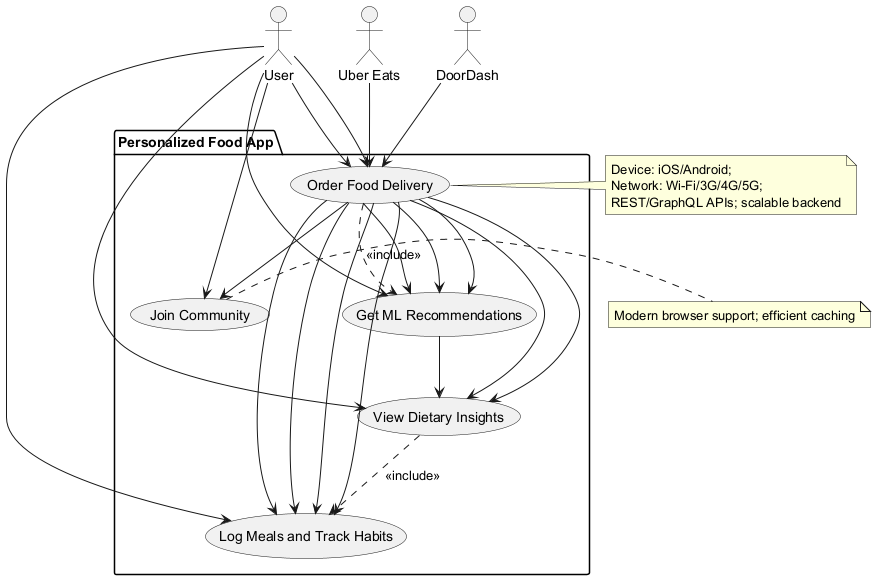 User
Uber Eats
DoorDash
Personalized Food App
Order Food Delivery
Device: iOS/Android;
Network: Wi-Fi/3G/4G/5G;
REST/GraphQL APIs; scalable backend
«include»
Join Community
Get ML Recommendations
Modern browser support; efficient caching
View Dietary Insights
«include»
Log Meals and Track Habits